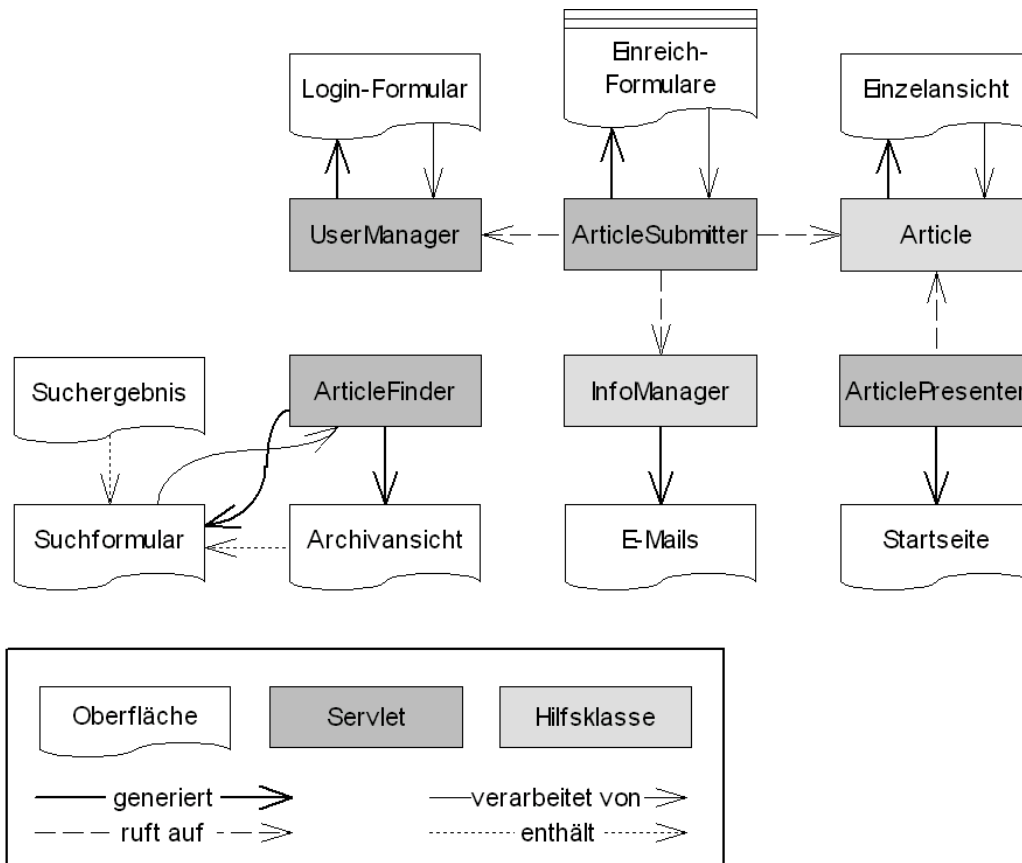 Login-Formular
Einreich-
Formulare
Einzelansicht
UserManager
ArticleSubmitter
Article
Suchergebnis
ArticleFinder
InfoManager
ArticlePresenter
Suchformular
Archivansicht
E-Mails
Startseite
Oberfläche
Servlet
Hilfsklasse
generiert
verarbeitet von
ruft auf
enthält